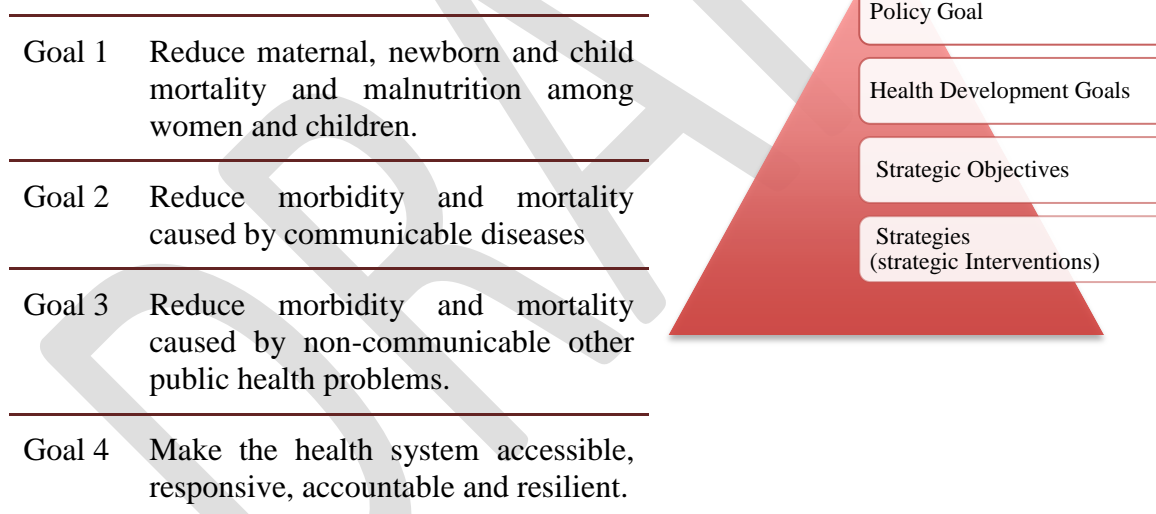 Goal 1 Reduce maternal, newborn and child
mortality and malnutrition among
women and children.
Goal 2 Reduce morbidity and mortality
caused by communicable diseases
Goal 3 Reduce morbidity and mortality
caused by non-communicable other
public health problems.
Goal 4 Make the health system accessible,
responsive, accountable and resilient.
Policy Goal
Health Development Goals
Strategic Objectives
Strategies
(strategic Interventions)
DRA